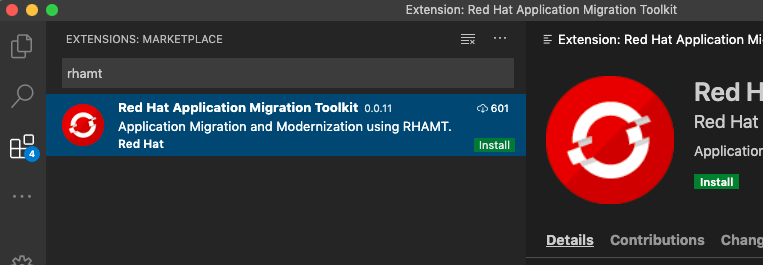 Extension: Red Hat Application Migration Toolkit
EXTENSIONS: MARKETPLACE
rhamt
Red Hat Application Migration Toolkit 0.0.11 601
Application Migration and Modernization using RHAMT.
Red Hat Install
4
Extension: Red Hat Application Mi
Red H
Red Hat
Application
Install
Details Contributions Chang